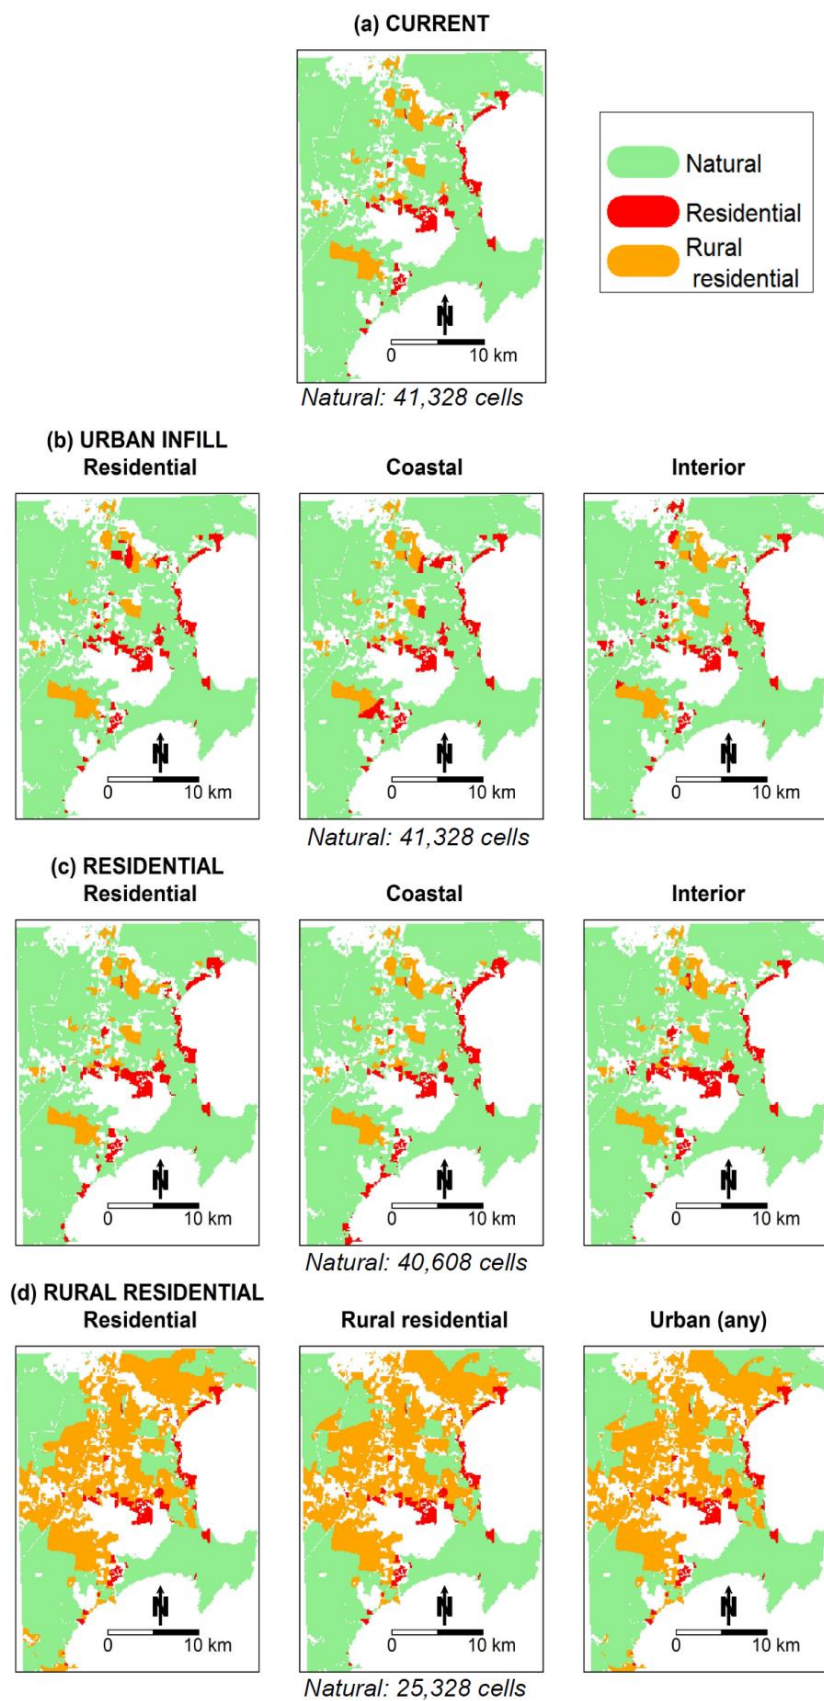 (a) CURRENT
Natural
Residential
Rural
residential
N
0 10 km
Natural: 41,328 cells
(b) URBAN INFILL
Residential Coastal Interior
N N N
0 10 km 0 10 km 0 10 km
Natural: 41,328 cells
(c) RESIDENTIAL
Residential Coastal Interior
N N N
0 10 km 0 10 km 0 10 km
Natural: 40,608 cells
(d) RURAL RESIDENTIAL
Residential Rural residential Urban (any)
N N N
0 10 km 0 10 km 0 10 km
Natural: 25,328 cells